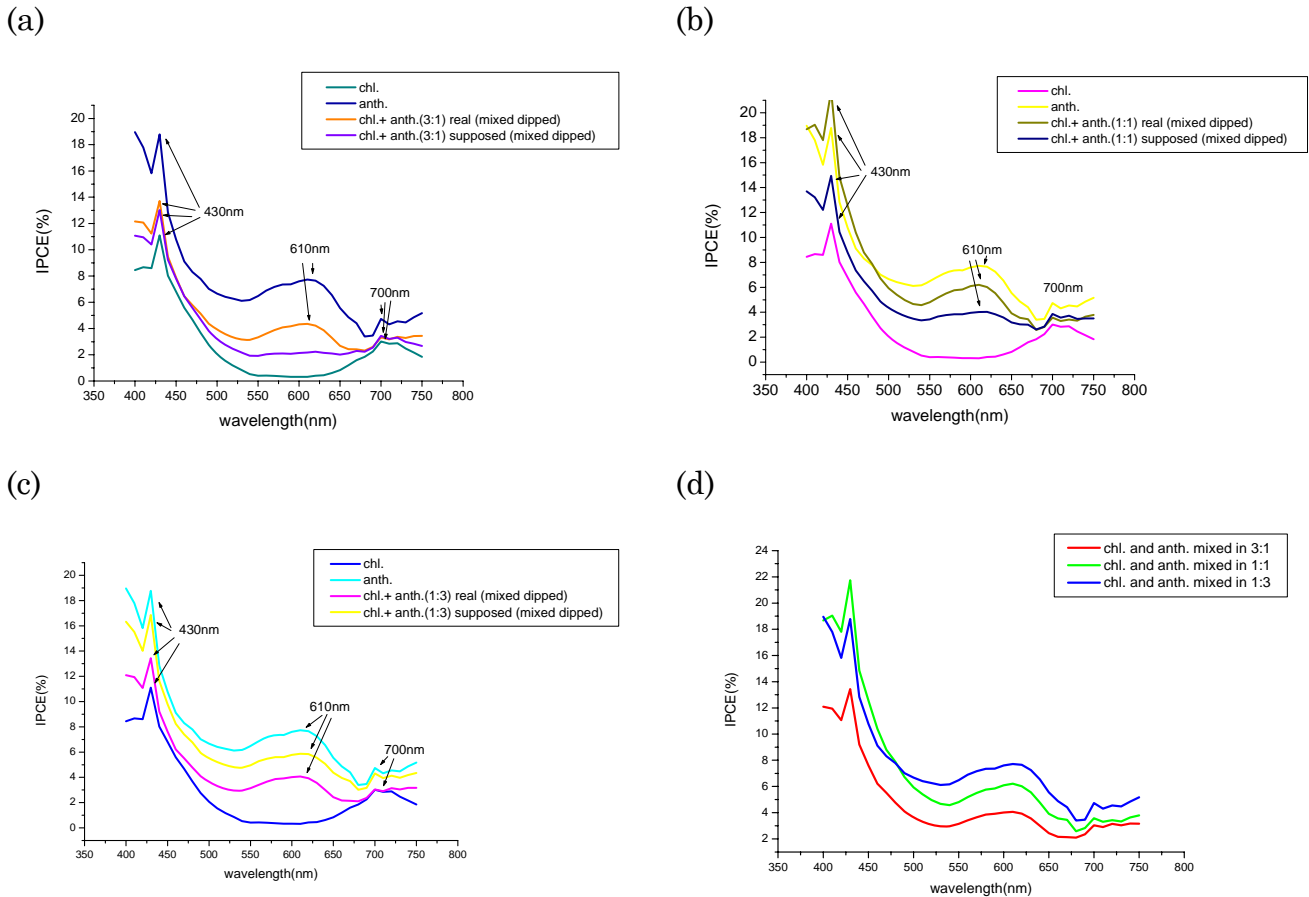 (a)
chl.
anth.
chl.+ anth.(3:1) real (mixed dipped)
chl.+ anth.(3:1) supposed (mixed dipped)
20
18
16
14
12
10
8
6
4
2
0
IPCE(%)
430nm
610nm
700nm
350 400 450 500 550 600 650 700 750 800
wavelength(nm)
(b)
chl.
anth.
chl.+ anth.(1:1) real (mixed dipped)
chl.+ anth.(1:1) supposed (mixed dipped)
20
18
16
14
12
10
8
6
4
2
0
IPCE(%)
430nm
610nm
700nm
350 400 450 500 550 600 650 700 750 800
wavelength(nm)
(c)
chl.
anth.
chl.+ anth.(1:3) real (mixed dipped)
chl.+ anth.(1:3) supposed (mixed dipped)
20
18
16
14
12
10
8
6
4
2
0
IPCE(%)
430nm
610nm
700nm
350 400 450 500 550 600 650 700 750 800
wavelength(nm)
(d)
chl. and anth. mixed in 3:1
chl. and anth. mixed in 1:1
chl. and anth. mixed in 1:3
24
22
20
18
16
14
12
10
8
6
4
2
IPCE(%)
350 400 450 500 550 600 650 700 750 800
wavelength(nm)